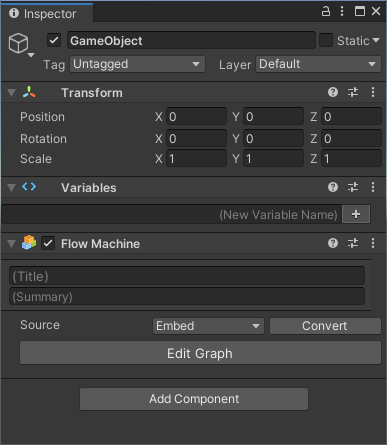 Inspector
GameObject Static
Tag Untagged Layer Default
Transform
Position X 0 Y 0 Z 0
Rotation X 0 Y 0 Z 0
Scale X 1 Y 1 Z 1
Variables
(New Variable Name) +
Flow Machine
(Title)
(Summary)
Source Embed Convert
Edit Graph
Add Component